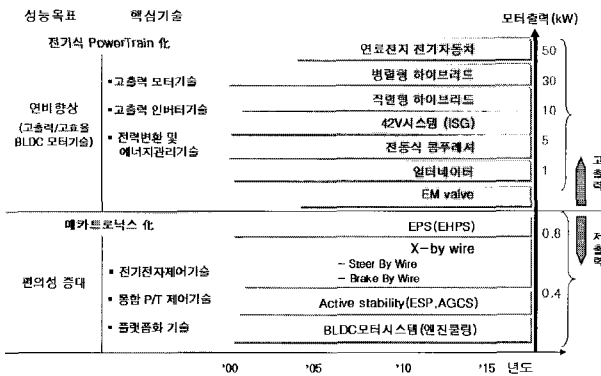 성능목표 핵심기술 모터출력(kW)
전기식 PowerTrain 化
연료전지 전기자동차 50
병렬형 하이브리드 30
▪고출력 모터기술
직렬형 하이브리드 10
연비향상
(고출력/고효율
BLDC 모터기술)
▪고출력 인버터기술
42V시스템 (ISG)
▪전력변환 및
에너지관리기술
전동식 콤푸레서 5
얼터네이터 1
고출력
EM valve
메카트로닉스 化
EPS(EHPS) 0.8
저출력
X-by wire
– Steer By Wire
– Brake By Wire
편의성 증대
▪ 전기전자제어기술
▪ 통합 P/T 제어기술
▪ 플랫폼화 기술
0.4
Active stability(ESP,AGCS)
BLDC모터시스템(엔진쿨링)
'00 '05 '10 '15 년도